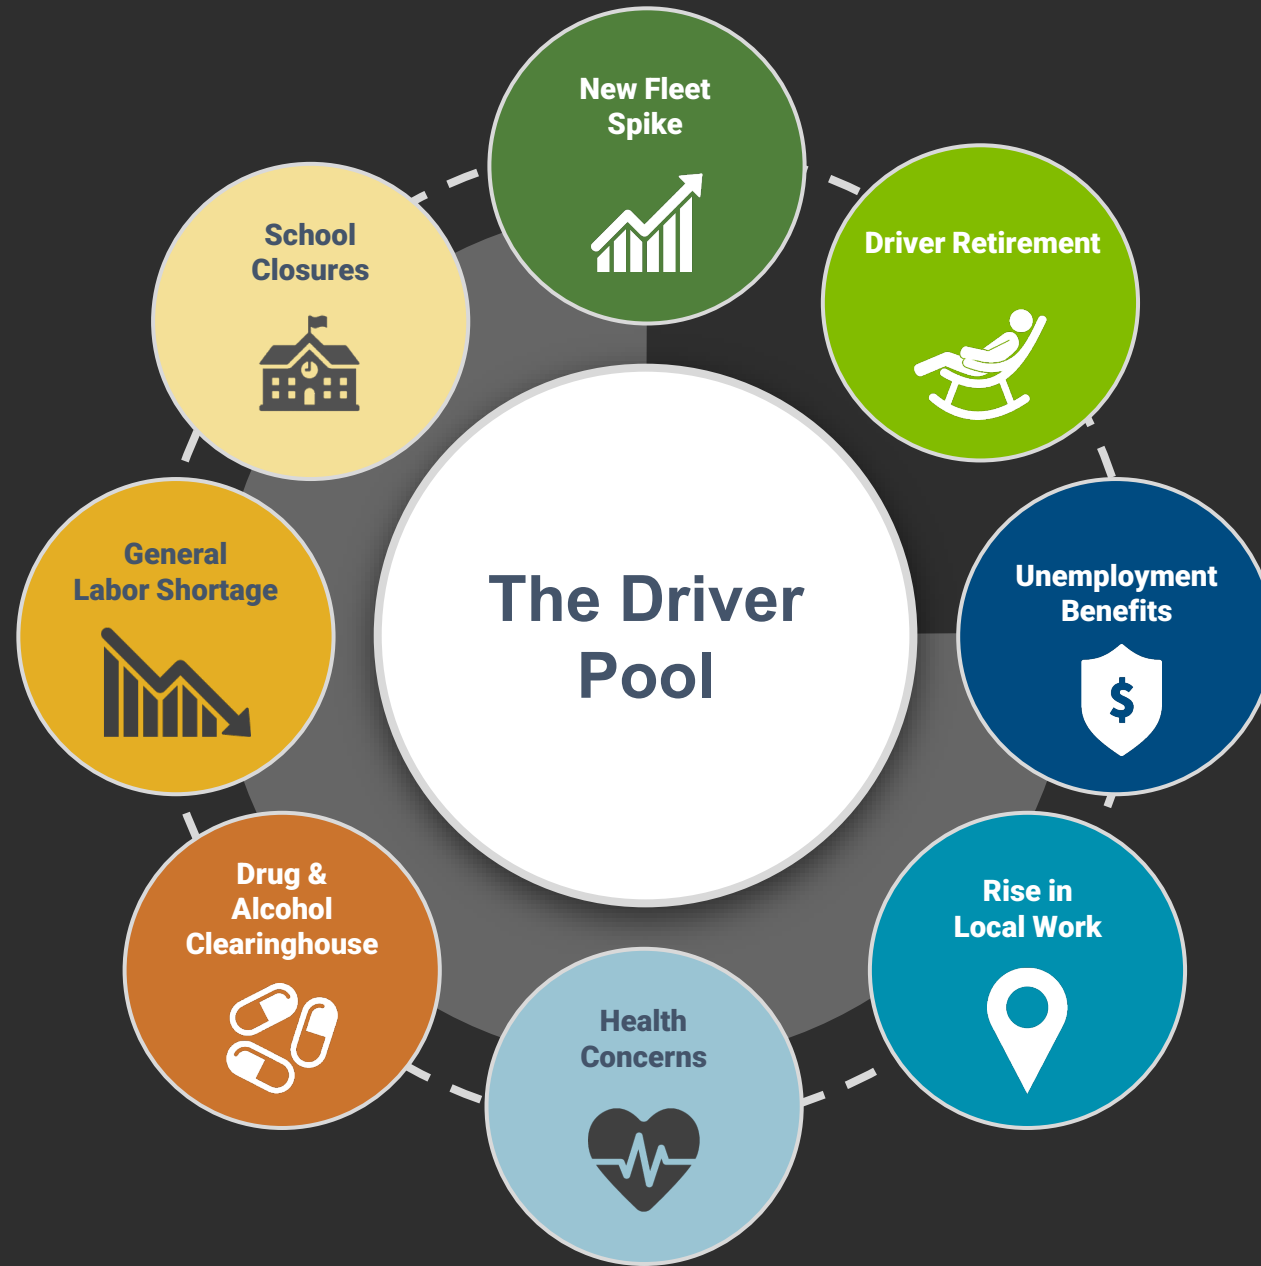 New Fleet
Spike
Driver Retirement
Unemployment
Benefits
$
Rise in
Local Work
Health
Concerns
Drug &
Alcohol
Clearinghouse
General
Labor Shortage
School
Closures
The Driver
Pool